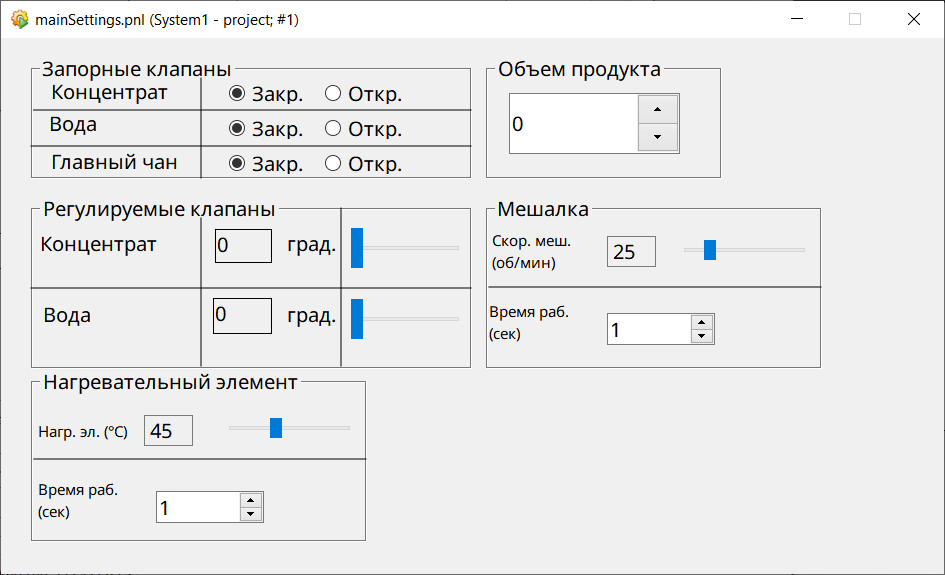 mainSettings.pnl (System1 - project; #1)
Запорные клапаны
Концентрат Закр. Откр.
Вода Закр. Откр.
Главный чан Закр. Откр.
Объем продукта
0
Регулируемые клапаны
Концентрат 0 град.
Вода 0 град.
Мешалка
Скор. меш.
(об/мин)
25
Время раб.
(сек)
1
Нагревательный элемент
Нагр. эл. (°C) 45
Время раб.
(сек)
1